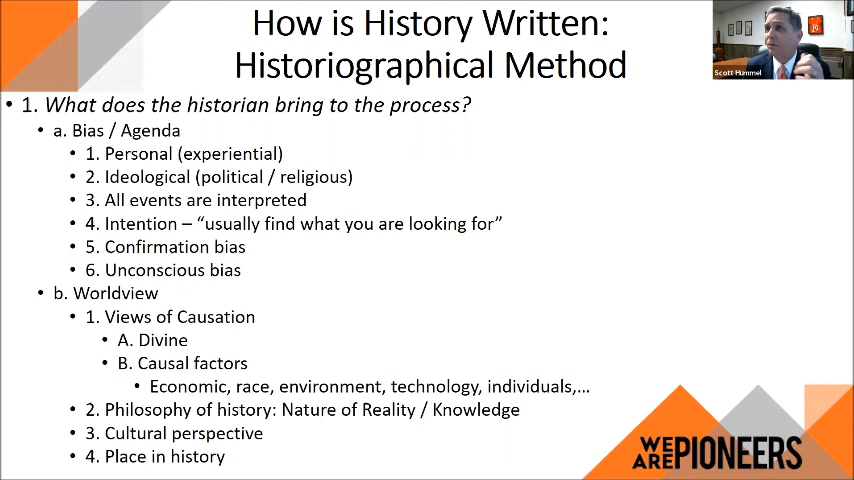 How is History Written:
Historiographical Method
Scott Hummel
• 1. What does the historian bring to the process?
• a. Bias / Agenda
• 1. Personal (experiential)
• 2. Ideological (political / religious)
• 3. All events are interpreted
• 4. Intention – “usually find what you are looking for”
• 5. Confirmation bias
• 6. Unconscious bias
• b. Worldview
• 1. Views of Causation
• A. Divine
• B. Causal factors
• Economic, race, environment, technology, individuals,…
• 2. Philosophy of history: Nature of Reality / Knowledge
• 3. Cultural perspective
• 4. Place in history
WE ARE PIONEERS